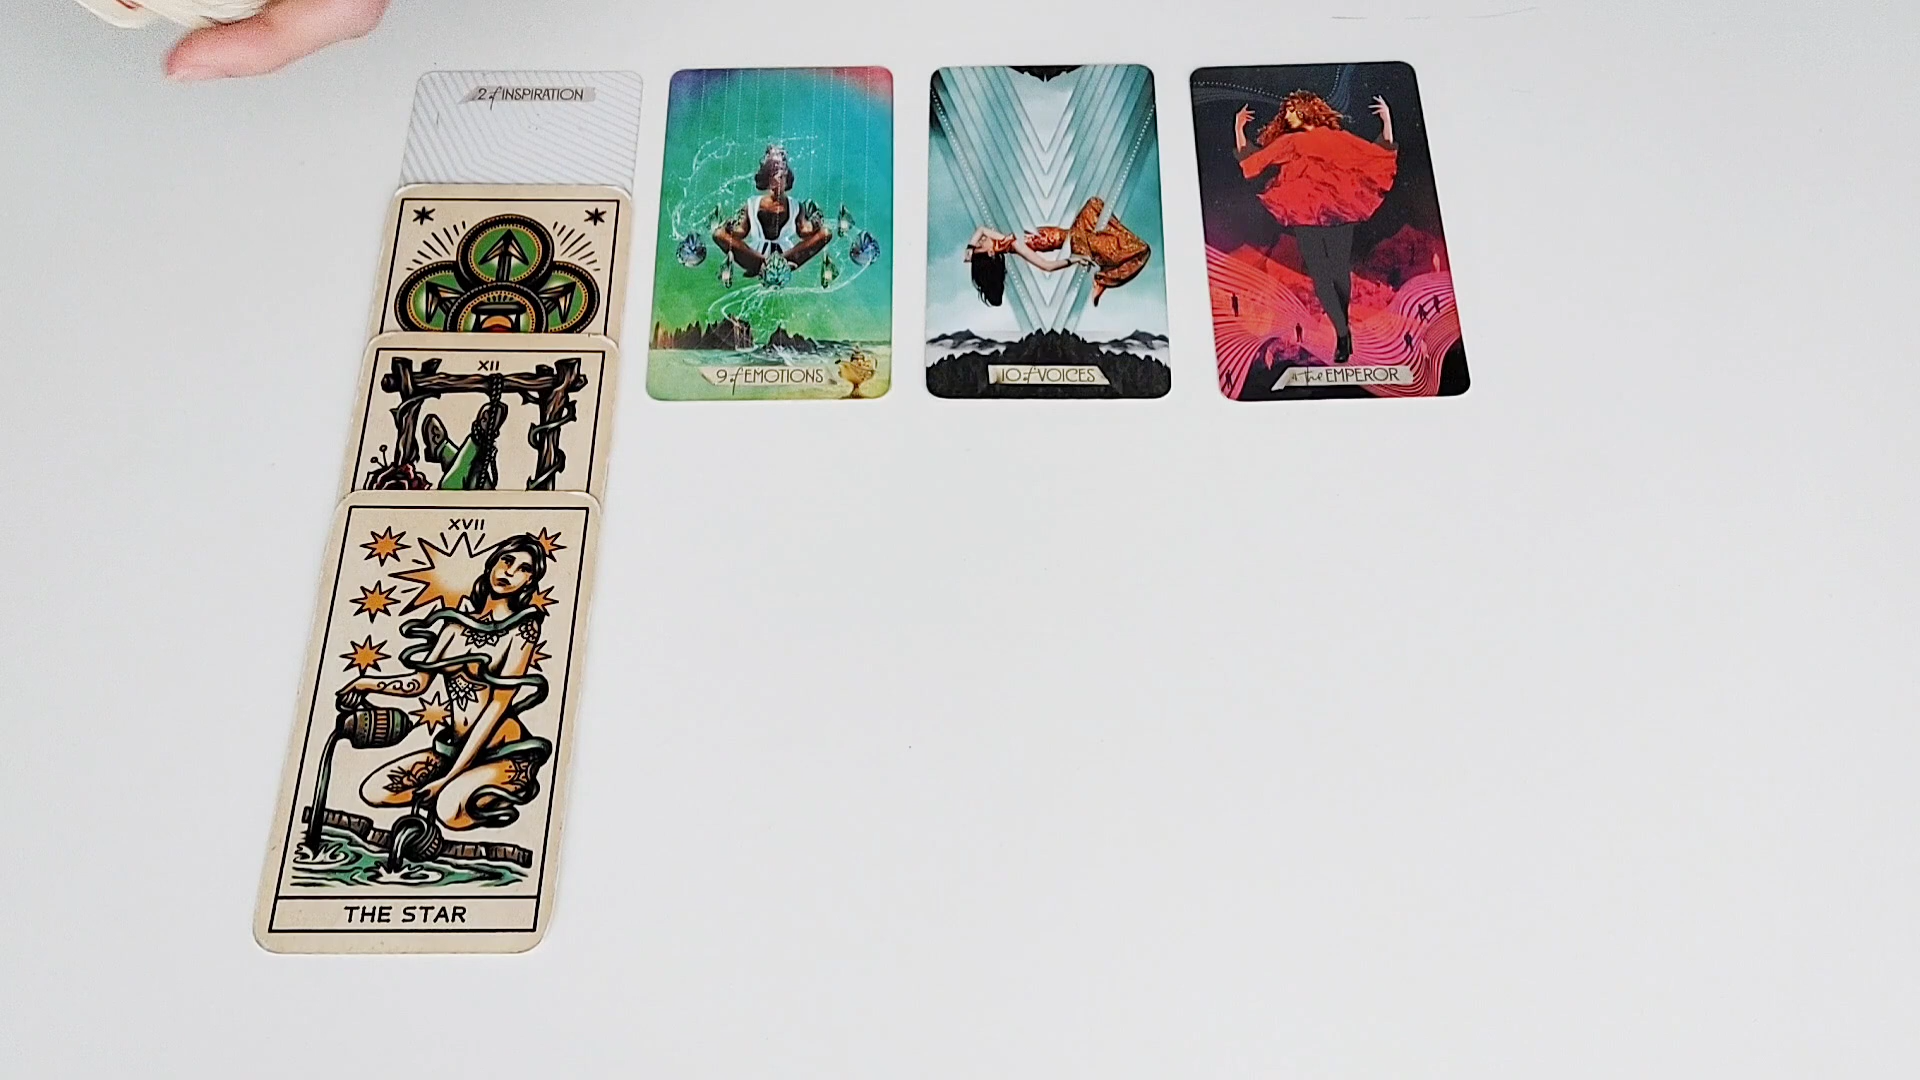 2 of INSPIRATION
9 of EMOTIONS
10 of VOICES
the EMPEROR
XII
XVII
THE STAR